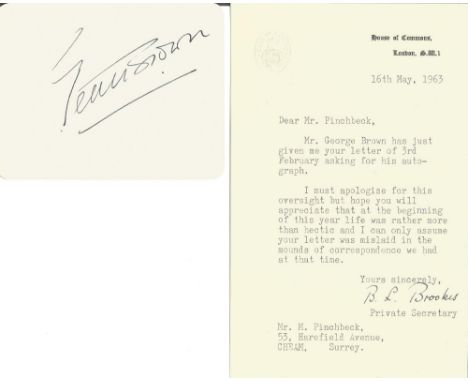 George Brown
House of Commons,
London, S.W.1
16th May, 1963
Dear Mr. Pinchbeck,
Mr. George Brown has just
given me your letter of 3rd
February asking for his auto-
graph.
I must apologise for this
oversight but hope you will
appreciate that at the beginning
of this year life was rather more
than hectic and I can only assume
your letter was mislaid in the
mounds of correspondence we had
at that time.
Yours sincerely,
B. L. Brookes
Private Secretary
Mr. M. Pinchbeck,
53, Harefield Avenue,
CHEAM, Surrey.